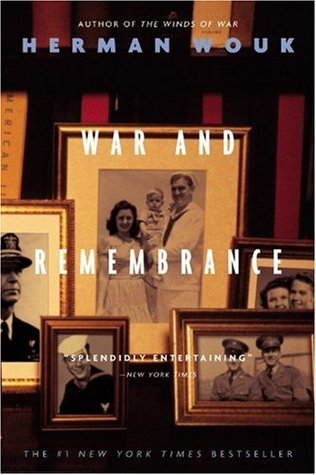 AUTHOR OF THE WINDS OF WAR
HERMAN WOUK
WAR AND
REMEMBRANCE
"SPLENDIDLY ENTERTAINING"
—NEW YORK TIMES
THE #1 NEW YORK TIMES BESTSELLER